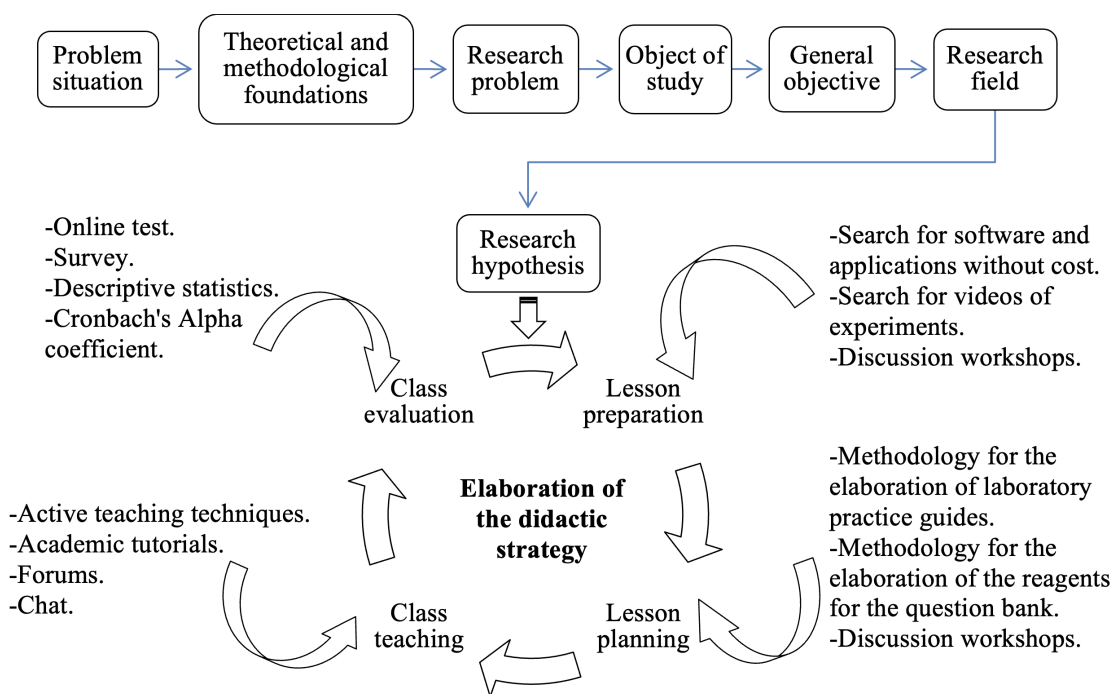 Problem
situation
Theoretical and
methodological
foundations
Research
problem
Object of
study
General
objective
Research
field
Research
hypothesis
-Online test.
-Survey.
-Descriptive statistics.
-Cronbach's Alpha
coefficient.
-Search for software and
applications without cost.
-Search for videos of
experiments.
-Discussion workshops.
Class
evaluation
Lesson
preparation
Elaboration of
the didactic
strategy
-Methodology for the
elaboration of laboratory
practice guides.
-Methodology for the
elaboration of the reagents
for the question bank.
-Discussion workshops.
-Active teaching techniques.
-Academic tutorials.
-Forums.
-Chat.
Class
teaching
Lesson
planning